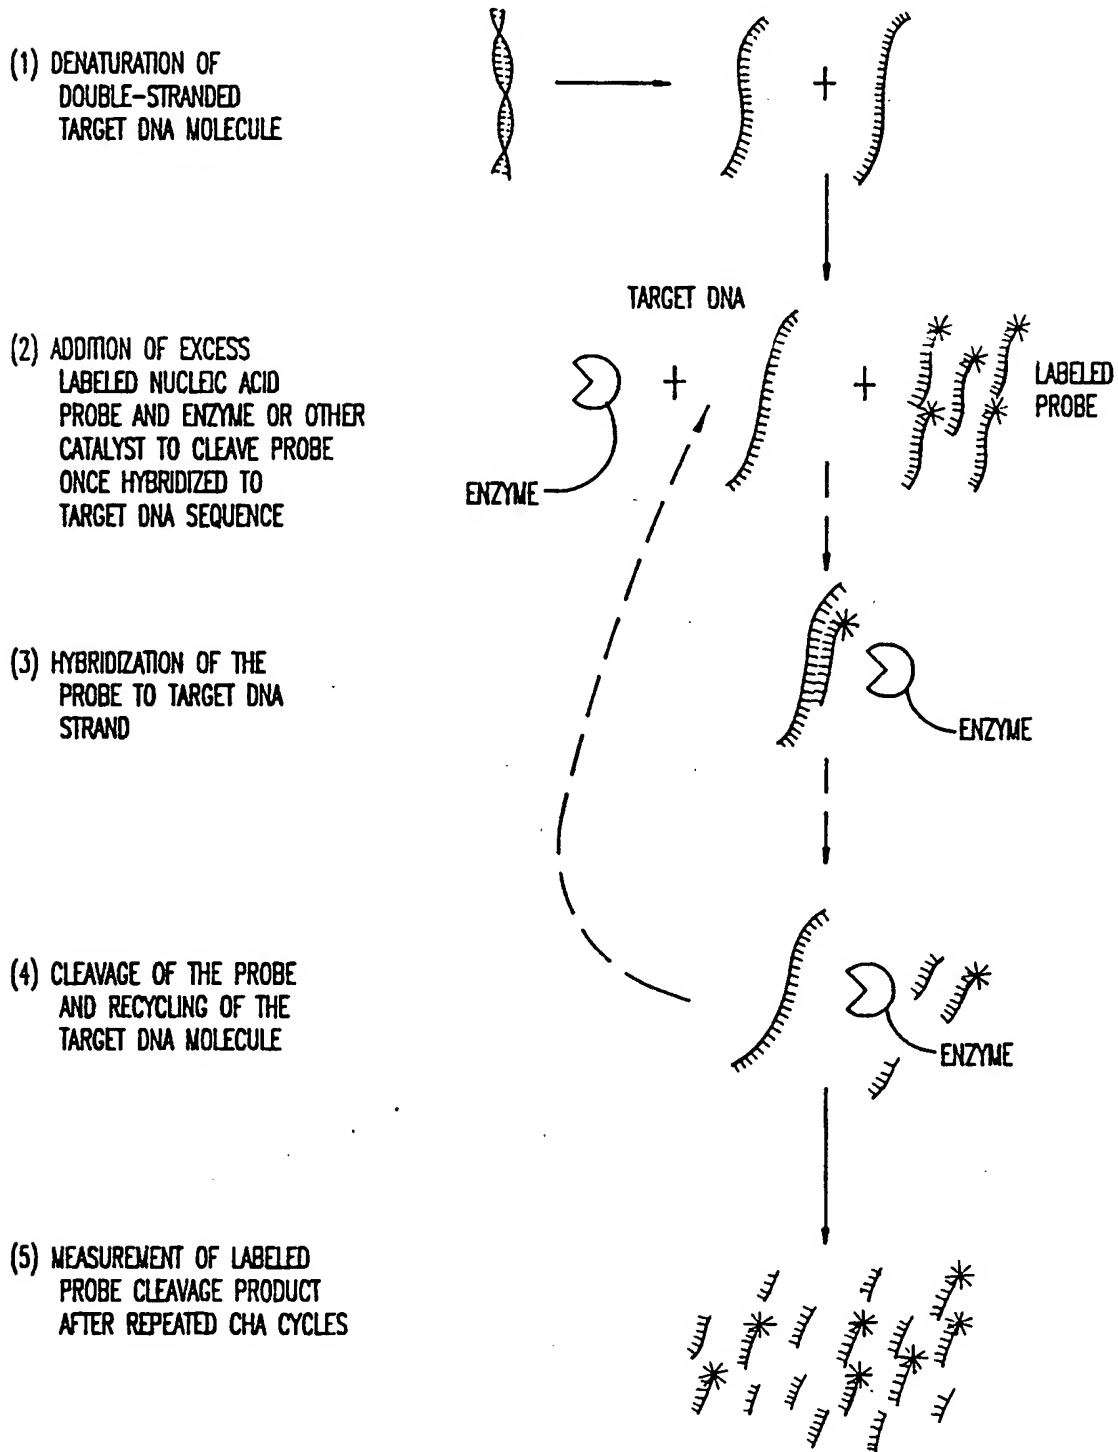 (1) DENATURATION OF
DOUBLE-STRANDED
TARGET DNA MOLECULE
TARGET DNA
(2) ADDITION OF EXCESS
LABELED NUCLEIC ACID
PROBE AND ENZYME OR OTHER
CATALYST TO CLEAVE PROBE
ONCE HYBRIDIZED TO
TARGET DNA SEQUENCE
+
+
+
LABELED
PROBE
ENZYME
(3) HYBRIDIZATION OF THE
PROBE TO TARGET DNA
STRAND
ENZYME
(4) CLEAVAGE OF THE PROBE
AND RECYCLING OF THE
TARGET DNA MOLECULE
ENZYME
(5) MEASUREMENT OF LABELED
PROBE CLEAVAGE PRODUCT
AFTER REPEATED CHA CYCLES